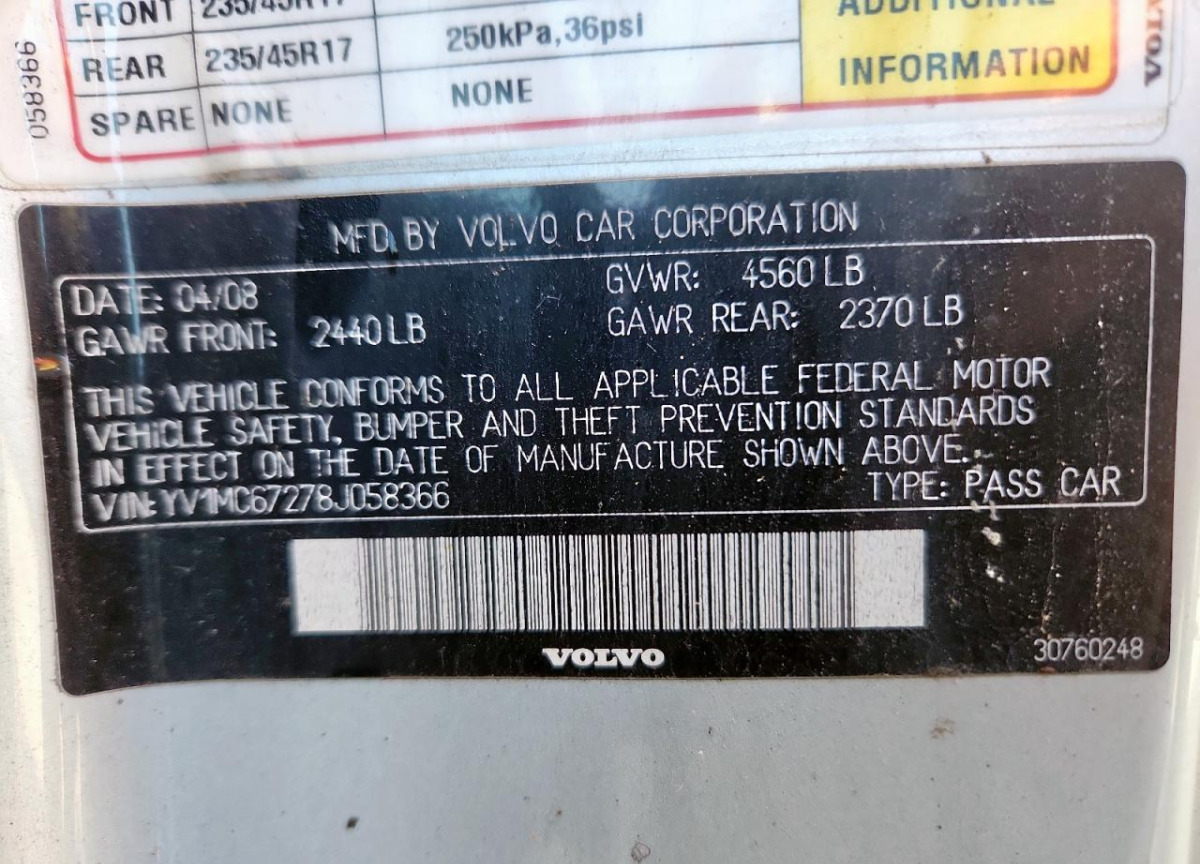 FRONT 235/45R17
ADDITIONAL
REAR 235/45R17 250kPa,36psi
INFORMATION
SPARE NONE NONE
VOLVO
058366
MFD. BY VOLVO CAR CORPORATION
DATE: 04/08 GVWR: 4560 LB
GAWR FRONT: 2440 LB GAWR REAR: 2370 LB
THIS VEHICLE CONFORMS TO ALL APPLICABLE FEDERAL MOTOR
VEHICLE SAFETY, BUMPER AND THEFT PREVENTION STANDARDS
IN EFFECT ON THE DATE OF MANUFACTURE SHOWN ABOVE.
VIN: YV1MC67278J058366 TYPE: PASS CAR
VOLVO
30760248